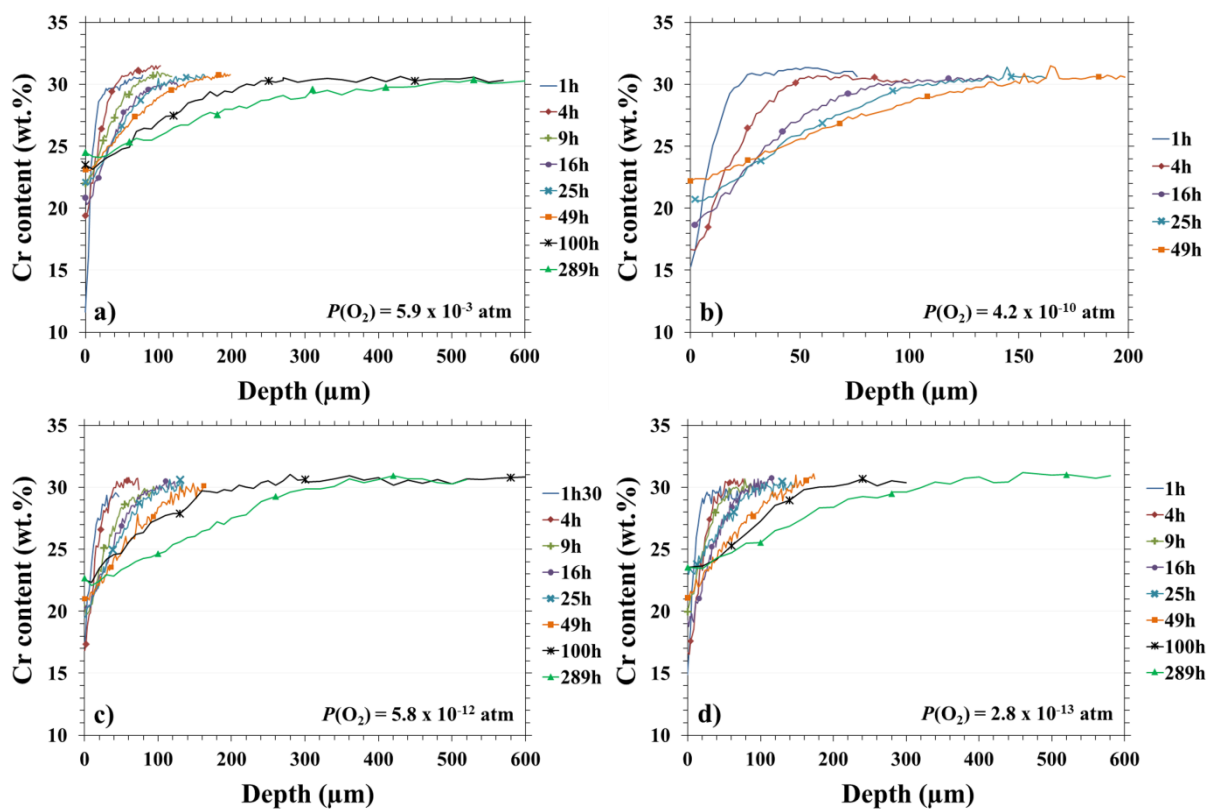 35
30
25
20
15
10
Cr content (wt.%)
0
100
200
300
400
500
600
Depth (µm)
a)
P(O₂) = 5.9 x 10⁻³ atm
1h
4h
9h
16h
25h
49h
100h
289h
35
30
25
20
15
10
Cr content (wt.%)
0
50
100
150
200
Depth (µm)
b)
P(O₂) = 4.2 x 10⁻¹⁰ atm
1h
4h
16h
25h
49h
35
30
25
20
15
10
Cr content (wt.%)
0
100
200
300
400
500
600
Depth (µm)
c)
P(O₂) = 5.8 x 10⁻¹² atm
1h30
4h
9h
16h
25h
49h
100h
289h
35
30
25
20
15
10
Cr content (wt.%)
0
100
200
300
400
500
600
Depth (µm)
d)
P(O₂) = 2.8 x 10⁻¹³ atm
1h
4h
9h
16h
25h
49h
100h
289h